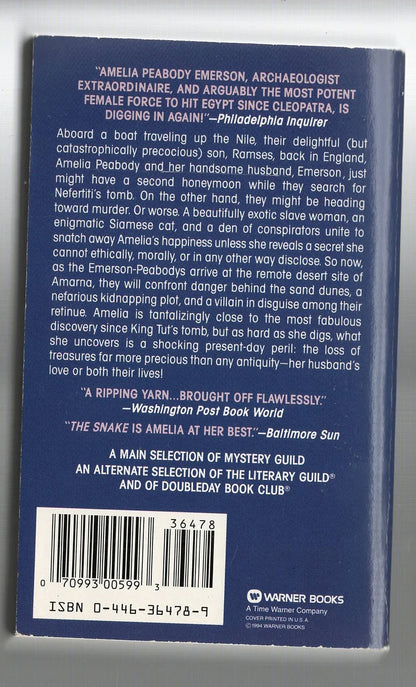 "AMELIA PEABODY EMERSON, ARCHAEOLOGIST
EXTRAORDINAIRE, AND ARGUABLY THE MOST POTENT
FEMALE FORCE TO HIT EGYPT SINCE CLEOPATRA, IS
DIGGING IN AGAIN!"—Philadelphia Inquirer
Aboard a boat traveling up the Nile, their delightful (but
catastrophically precocious) son, Ramses, back in England,
Amelia Peabody and her handsome husband, Emerson, just
might have a second honeymoon while they search for
Nefertiti's tomb. On the other hand, they might be heading
toward murder. Or worse. A beautifully exotic slave woman, an
enigmatic Siamese cat, and a den of conspirators unite to
snatch away Amelia's happiness unless she reveals a secret she
cannot ethically, morally, or in any other way disclose. So now,
as the Emerson-Peabodys arrive at the remote desert site of
Amarna, they will confront danger behind the sand dunes, a
nefarious kidnapping plot, and a villain in disguise among their
retinue. Amelia is tantalizingly close to the most fabulous
discovery since King Tut's tomb, but as hard as she digs, what
she uncovers is a shocking present-day peril: the loss of
treasures far more precious than any antiquity—her husband's
love or both their lives!
"A RIPPING YARN...BROUGHT OFF FLAWLESSLY."
—Washington Post Book World
"THE SNAKE IS AMELIA AT HER BEST."—Baltimore Sun
A MAIN SELECTION OF MYSTERY GUILD
AN ALTERNATE SELECTION OF THE LITERARY GUILD®
AND OF DOUBLEDAY BOOK CLUB®
36478
0 70993 00599 3
ISBN 0-446-36478-9
WARNER BOOKS
A Time Warner Company
COVER PRINTED IN U.S.A.
©1994 WARNER BOOKS